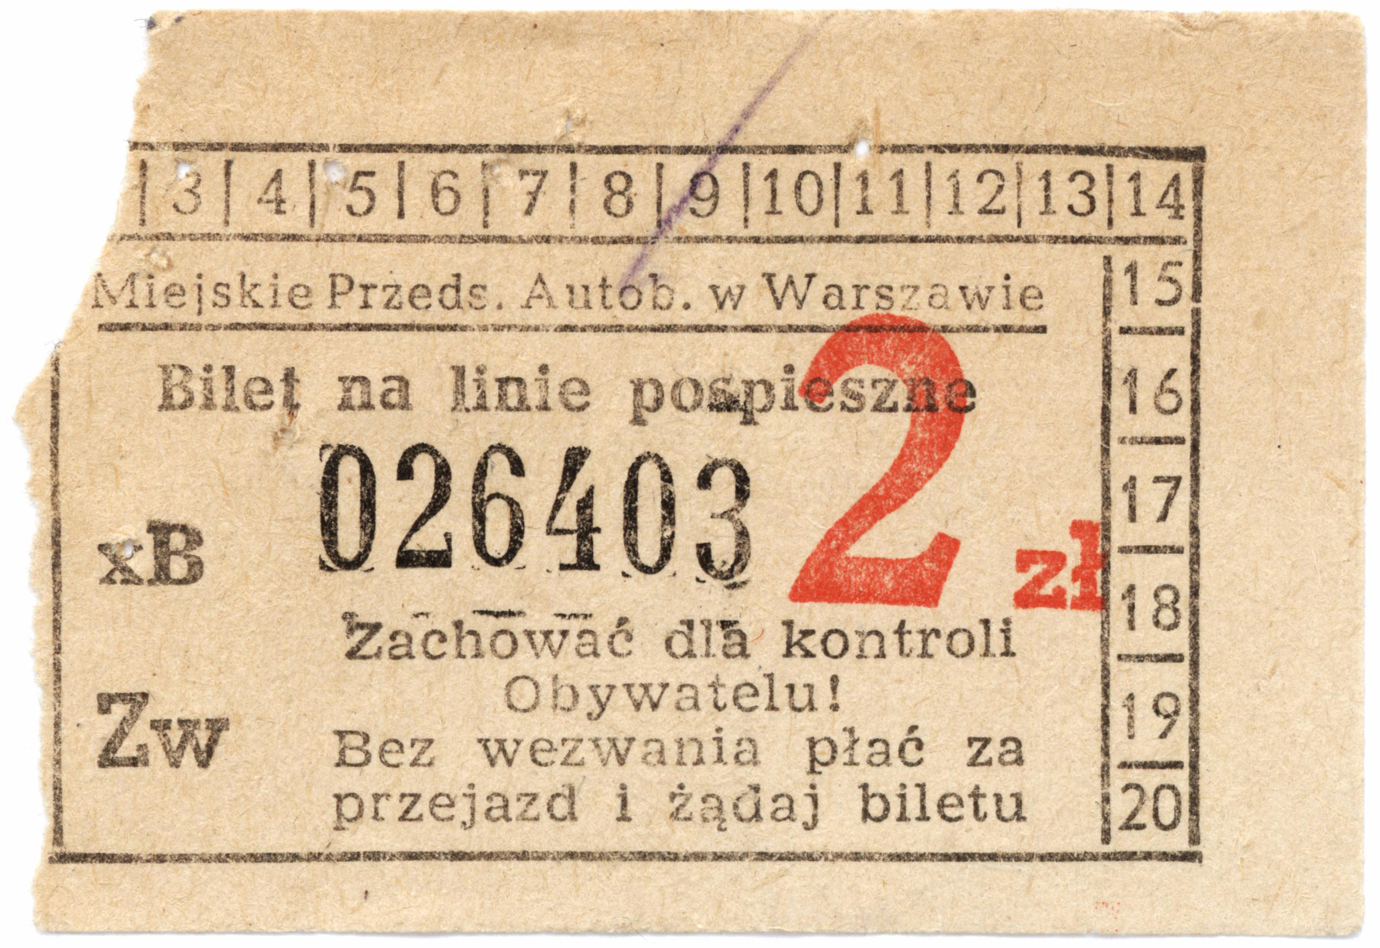 3 4 5 6 7 8 9 10 11 12 13 14
Miejskie Przeds. Autob. w Warszawie
15
Bilet na linie pospieszne
16
026403
2 zł
17
xB
18
Zachować dla kontroli
Obywatelu!
19
Zw
Bez wezwania płać za
przejazd i żądaj biletu
20